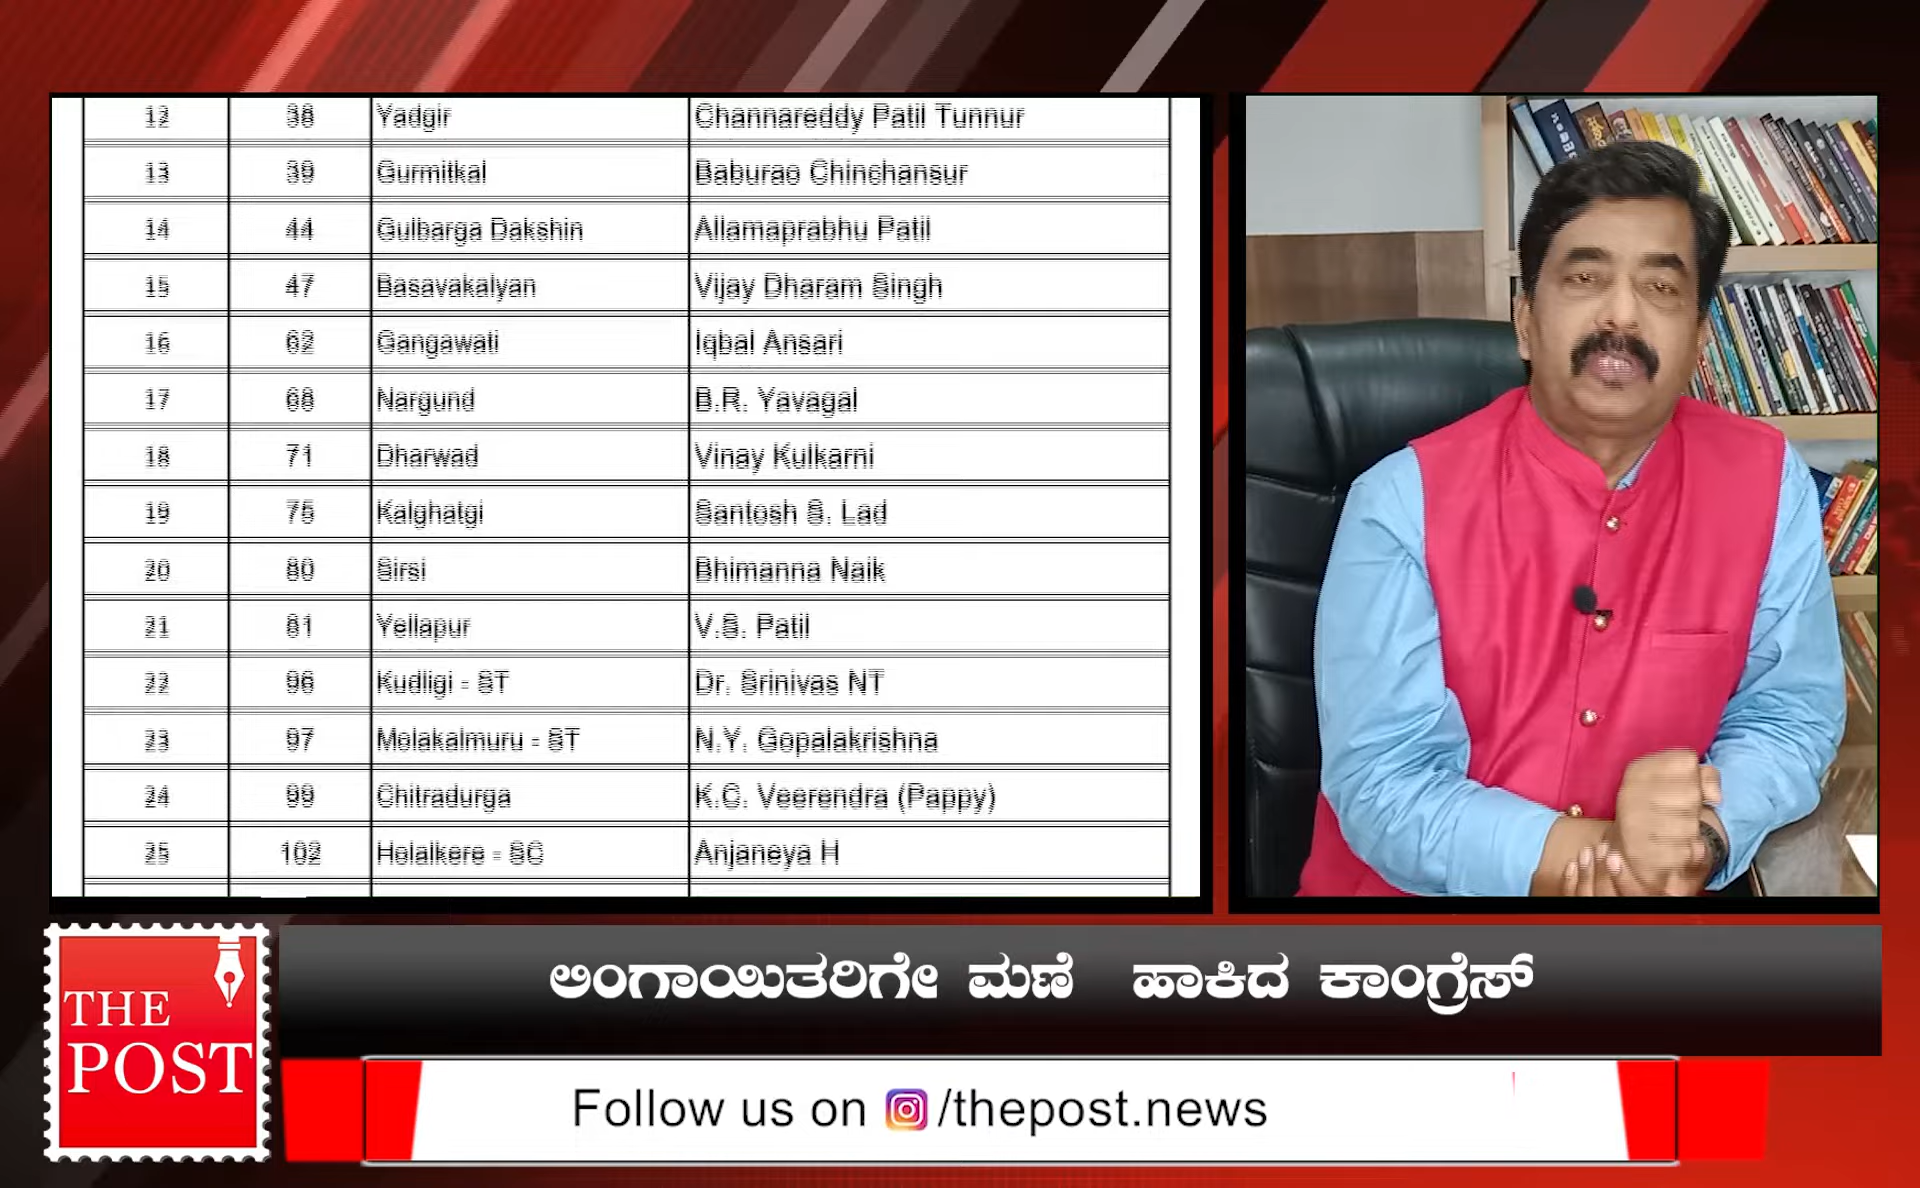 12 38 Yadgir Channareddy Patil Tunnur
13 39 Gurmitkal Baburao Chinchansur
14 44 Gulbarga Dakshin Allamaprabhu Patil
15 47 Basavakalyan Vijay Dharam Singh
16 62 Gangawati Iqbal Ansari
17 68 Nargund B.R. Yavagal
18 71 Dharwad Vinay Kulkarni
19 75 Kalghatgi Santosh S. Lad
20 80 Sirsi Bhimanna Naik
21 81 Yellapur V.S. Patil
22 96 Kudligi - ST Dr. Srinivas NT
23 97 Molakalmuru - ST N.Y. Gopalakrishna
24 99 Chitradurga K.C. Veerendra (Pappy)
25 102 Holalkere - SC Anjaneya H
ಲಿಂಗಾಯಿತರಿಗೇ ಮಣೆ ಹಾಕಿದ ಕಾಂಗ್ರೆಸ್
THE
POST
Follow us on /thepost.news